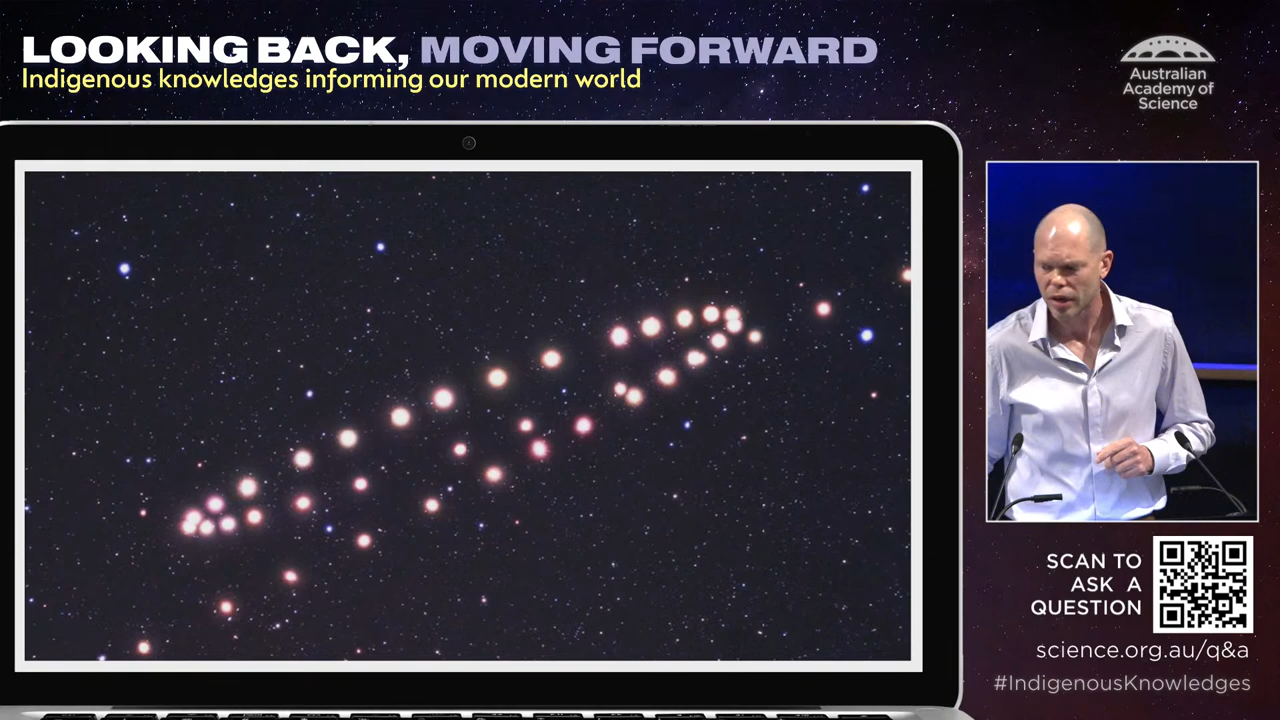 LOOKING BACK, MOVING FORWARD
Indigenous knowledges informing our modern world
Australian
Academy of
Science
SCAN TO
ASK A
QUESTION
science.org.au/q&a
#IndigenousKnowledges